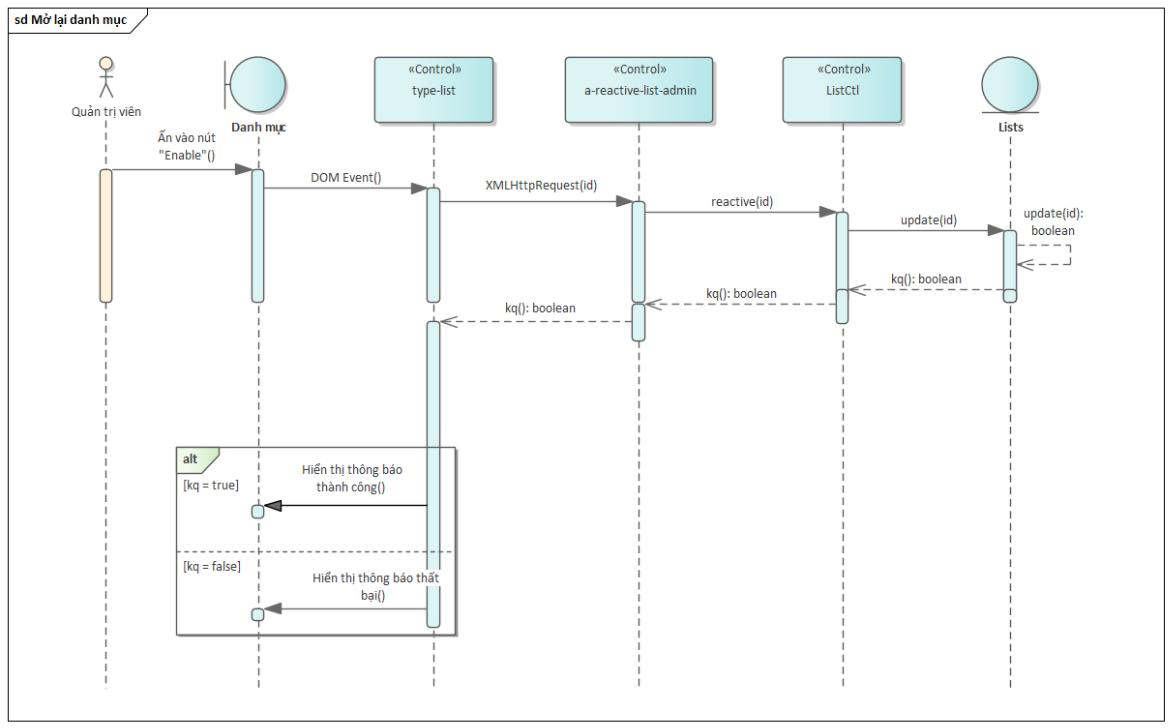 sd Mở lại danh mục
Quản trị viên
Danh mục
«Control»
type-list
«Control»
a-reactive-list-admin
«Control»
ListCtl
Lists
Ấn vào nút
"Enable"()
DOM Event()
XMLHttpRequest(id)
reactive(id)
update(id)
update(id):
boolean
kq(): boolean
kq(): boolean
kq(): boolean
alt
[kq = true]
Hiển thị thông báo
thành công()
[kq = false]
Hiển thị thông báo thất
bại()